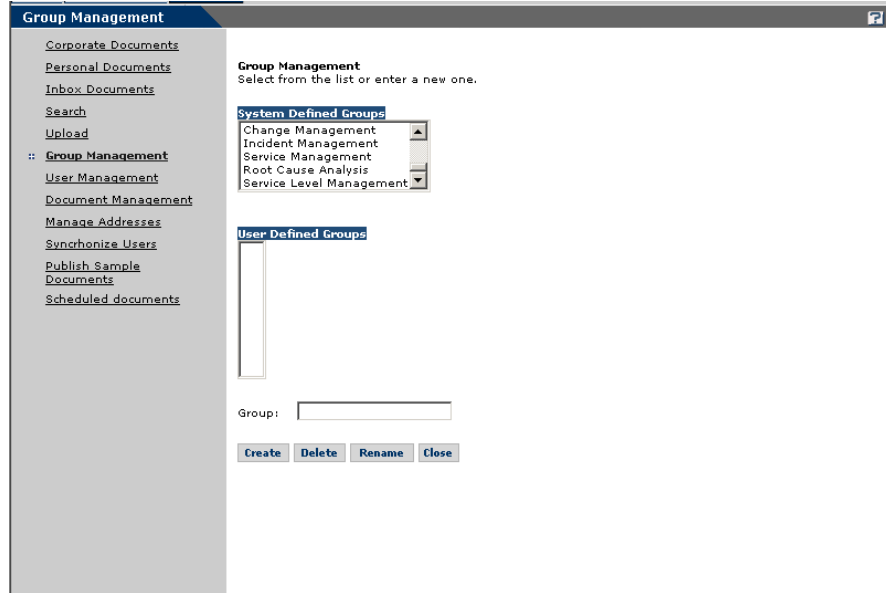 Group Management
?
Corporate Documents
Personal Documents
Inbox Documents
Search
Upload
Group Management
User Management
Document Management
Manage Addresses
Syncrhonize Users
Publish Sample
Documents
Scheduled documents
Group Management
Select from the list or enter a new one.
System Defined Groups
Change Management
Incident Management
Service Management
Root Cause Analysis
Service Level Management
User Defined Groups
Group:
Create Delete Rename Close